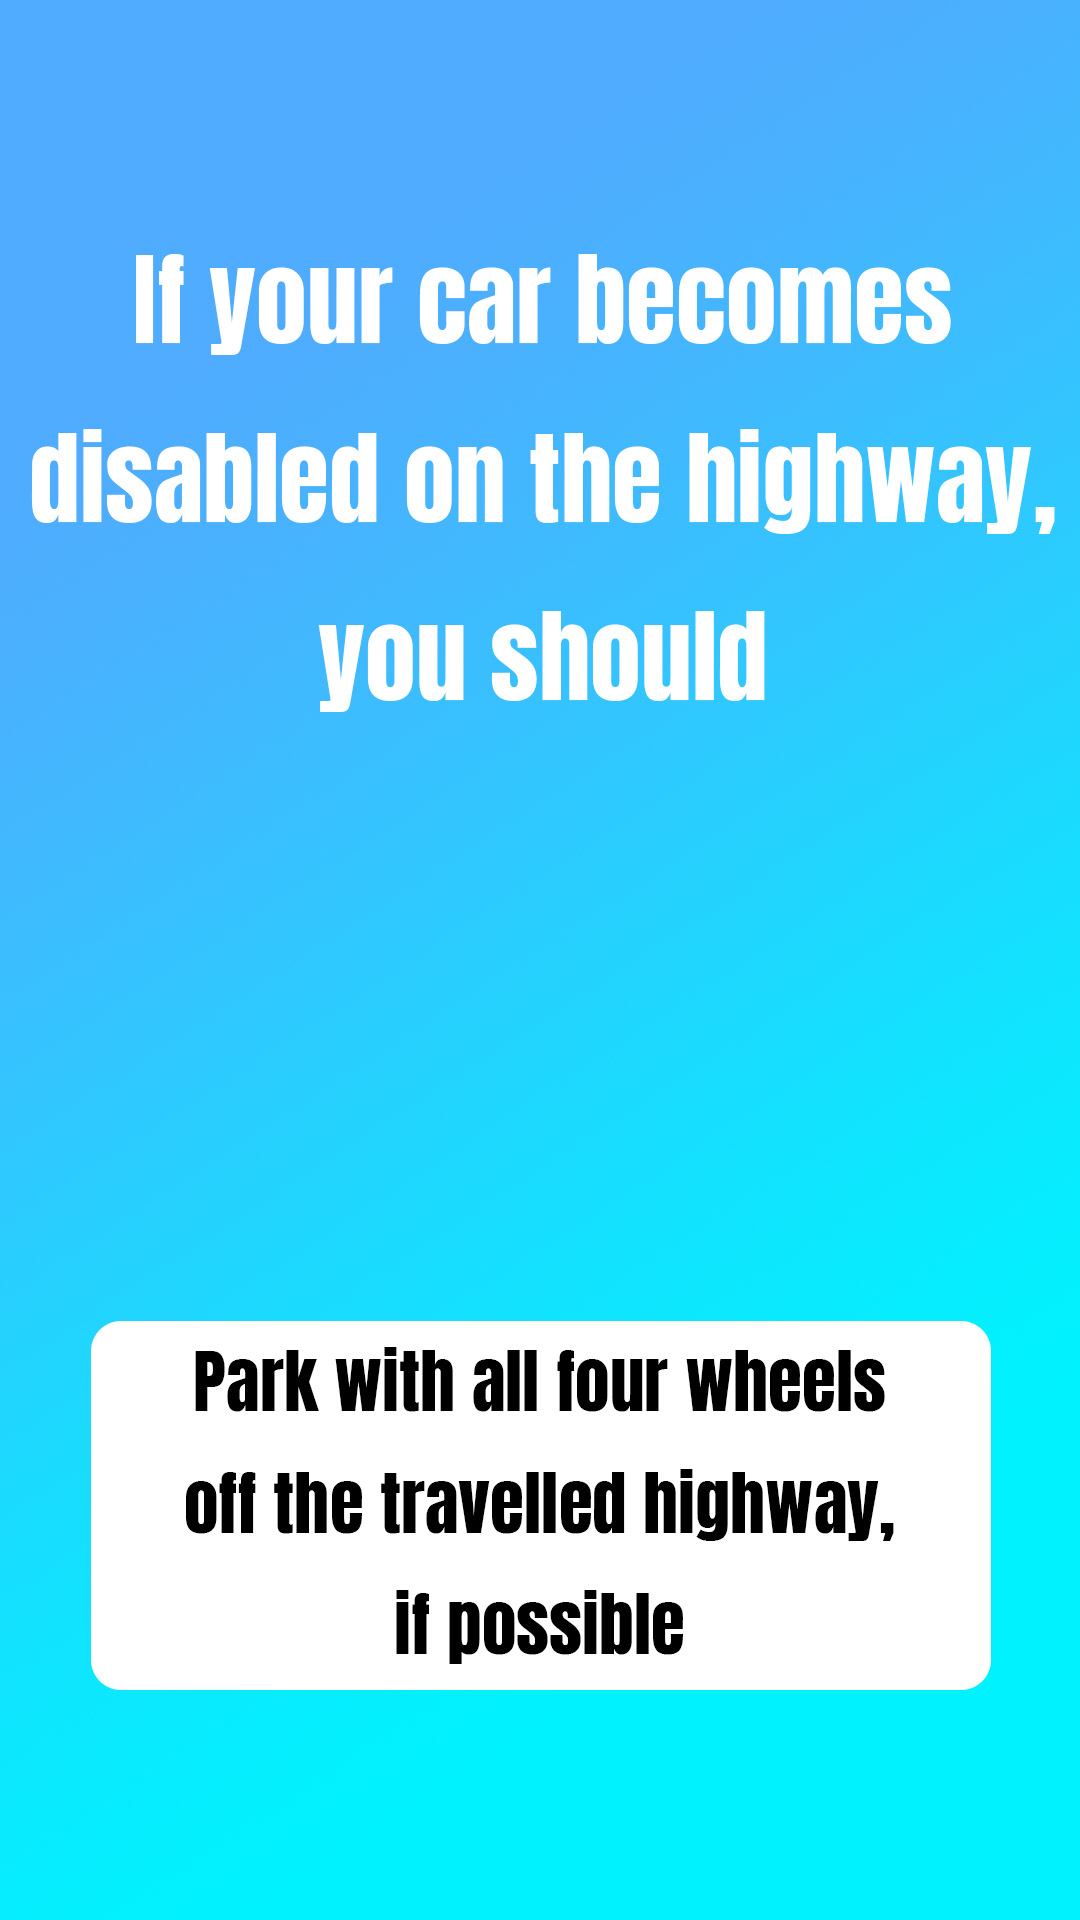 If your car becomes
disabled on the highway,
you should
Park with all four wheels
off the travelled highway,
if possible